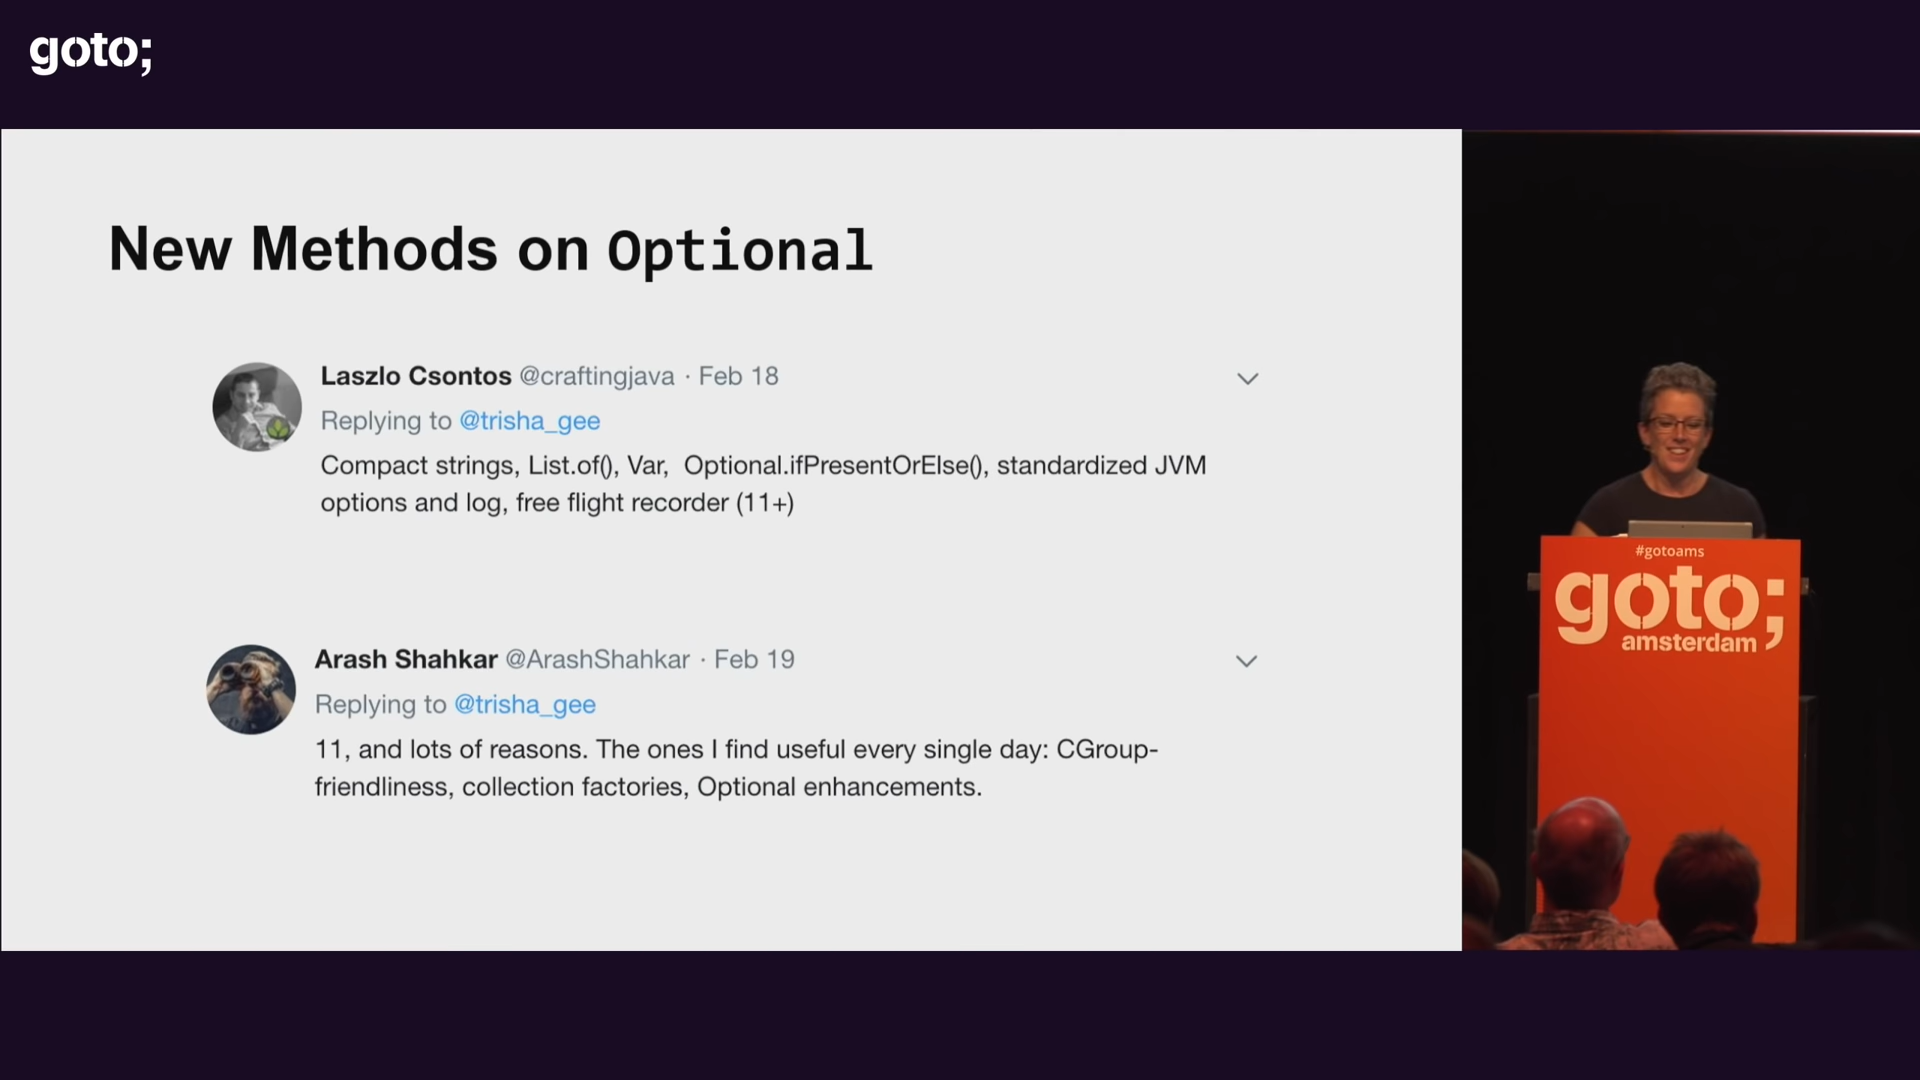 goto;
New Methods on Optional
Laszlo Csontos @craftingjava · Feb 18
Replying to @trisha_gee
Compact strings, List.of(), Var, Optional.ifPresentOrElse(), standardized JVM
options and log, free flight recorder (11+)
Arash Shahkar @ArashShahkar · Feb 19
Replying to @trisha_gee
11, and lots of reasons. The ones I find useful every single day: CGroup-
friendliness, collection factories, Optional enhancements.
#gotoams
goto;
amsterdam